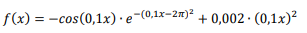 f(x) = −cos(0,1x) · e^{−(0,1x−2π)^2} + 0,002 · (0,1x)^2